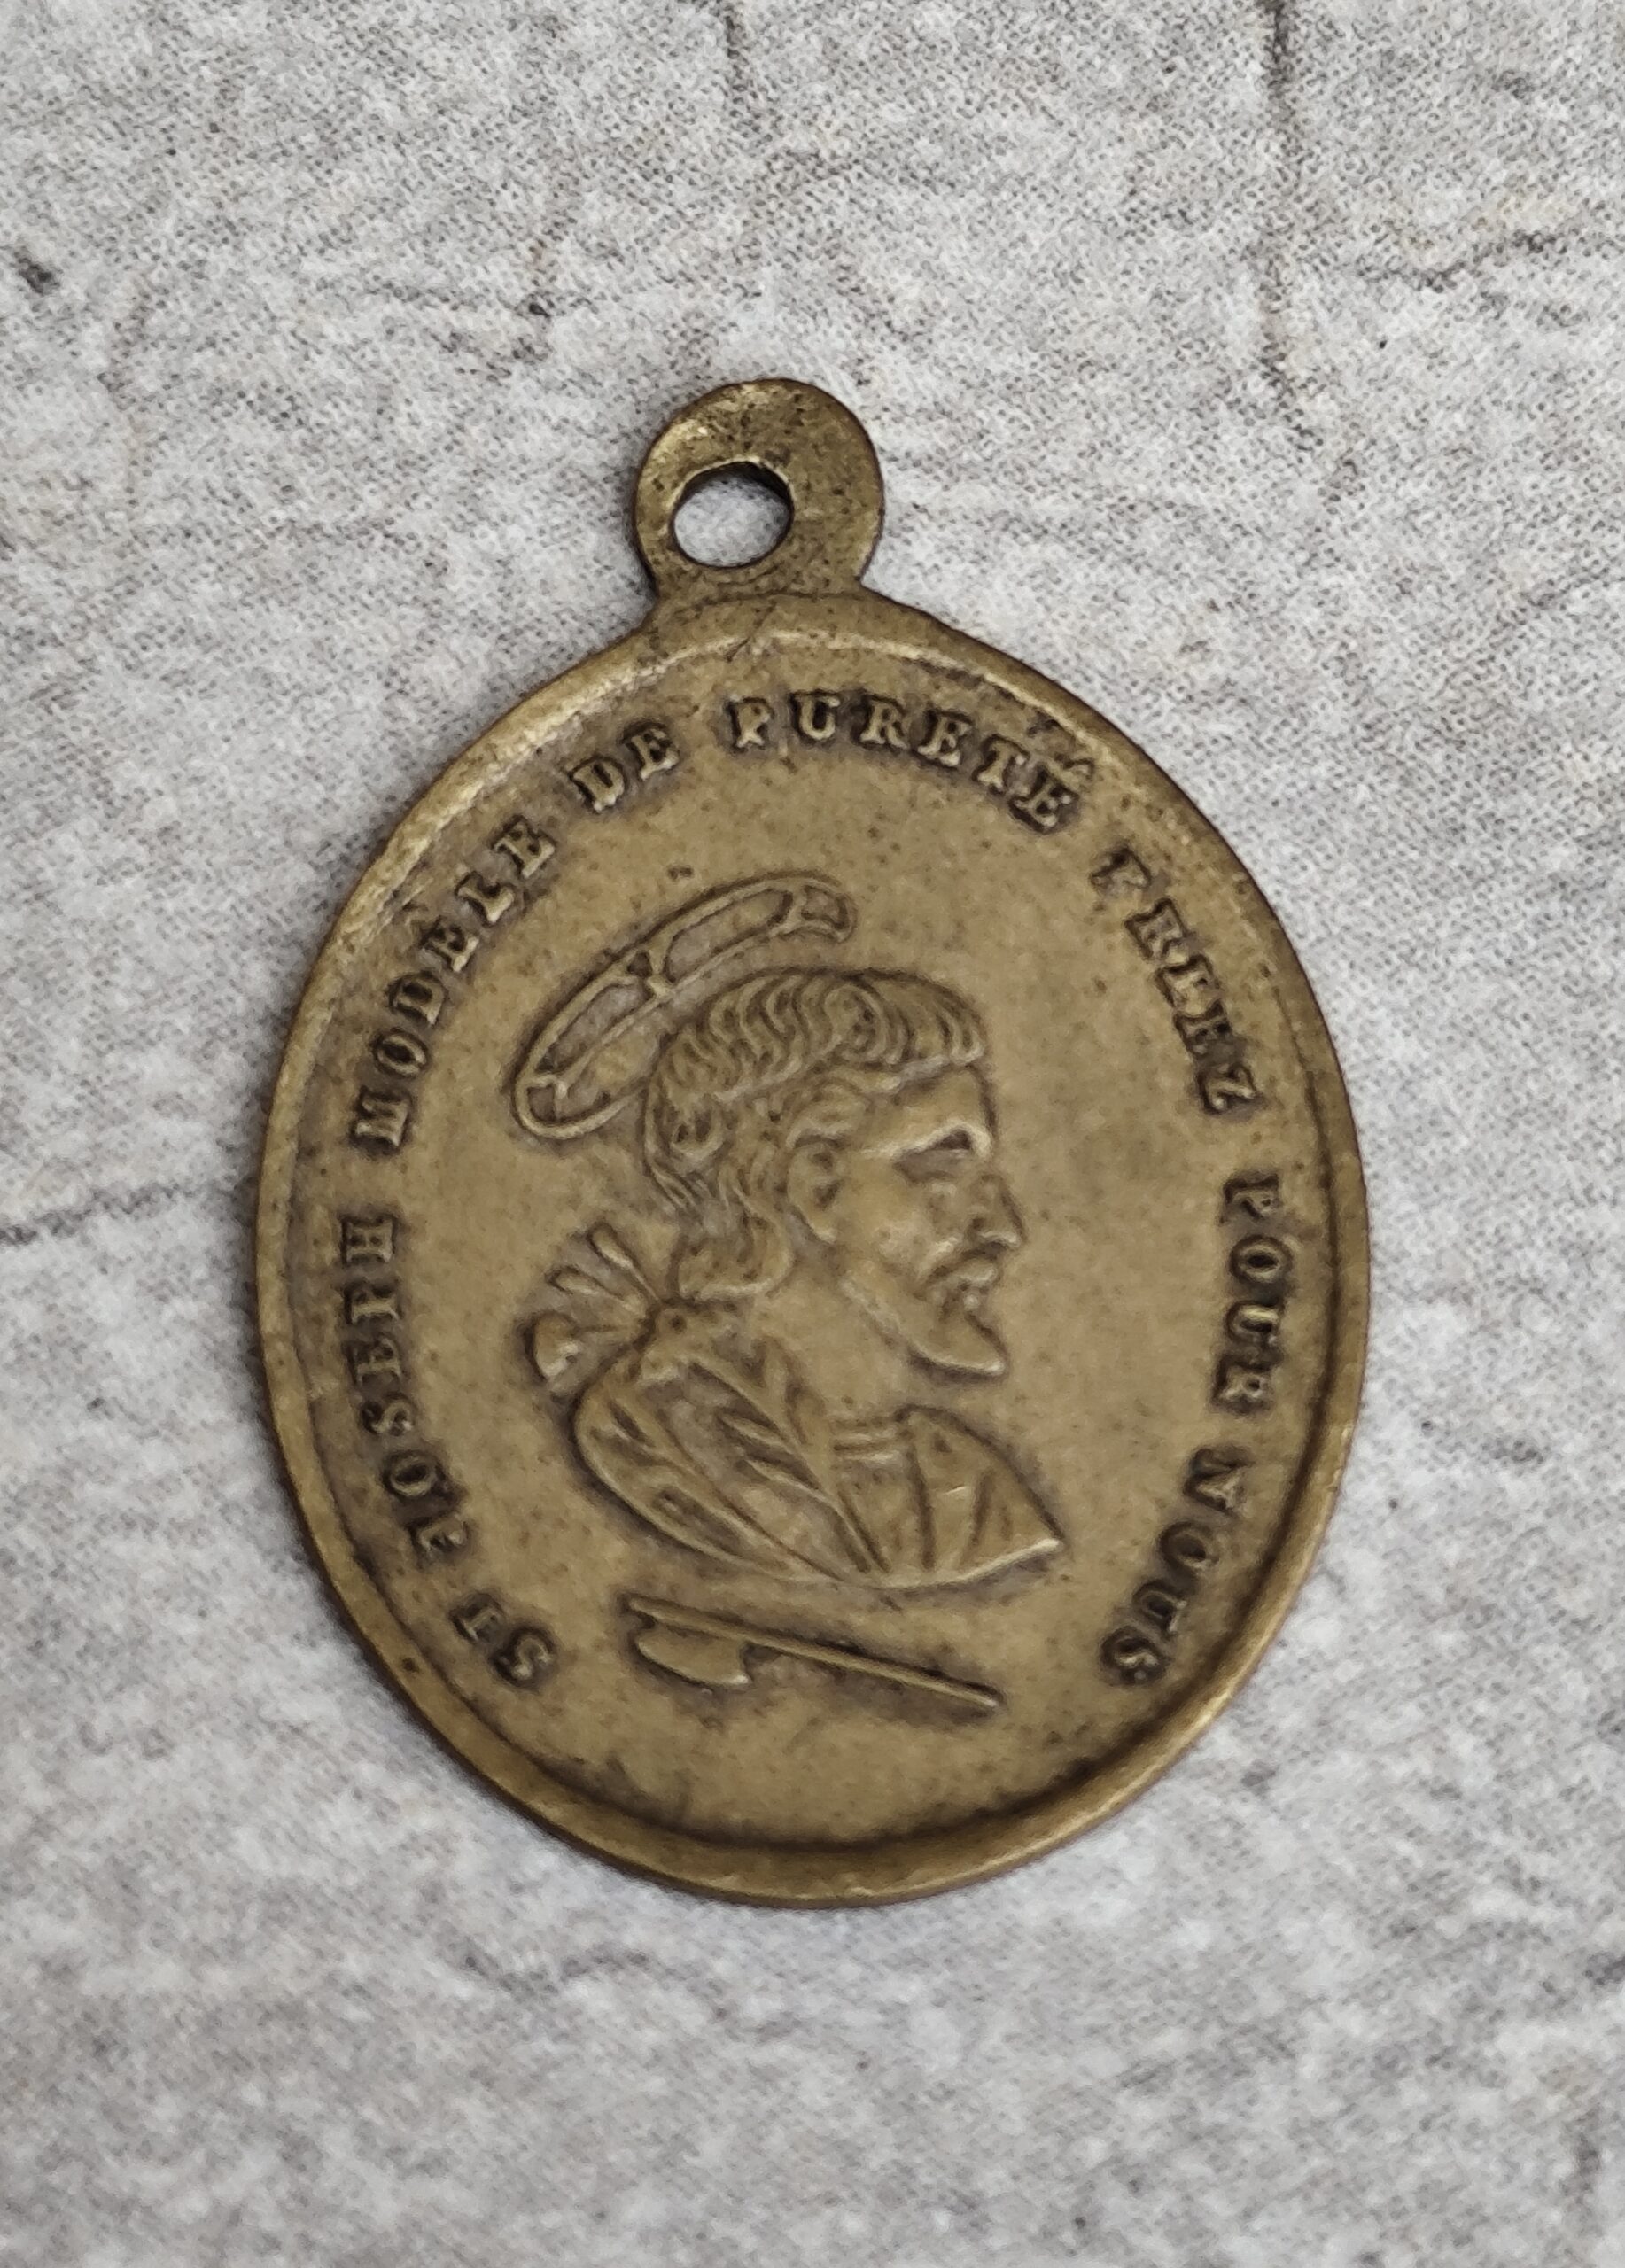 ST JOSEPH MODÈLE DE PURETÉ PRIEZ POUR NOUS